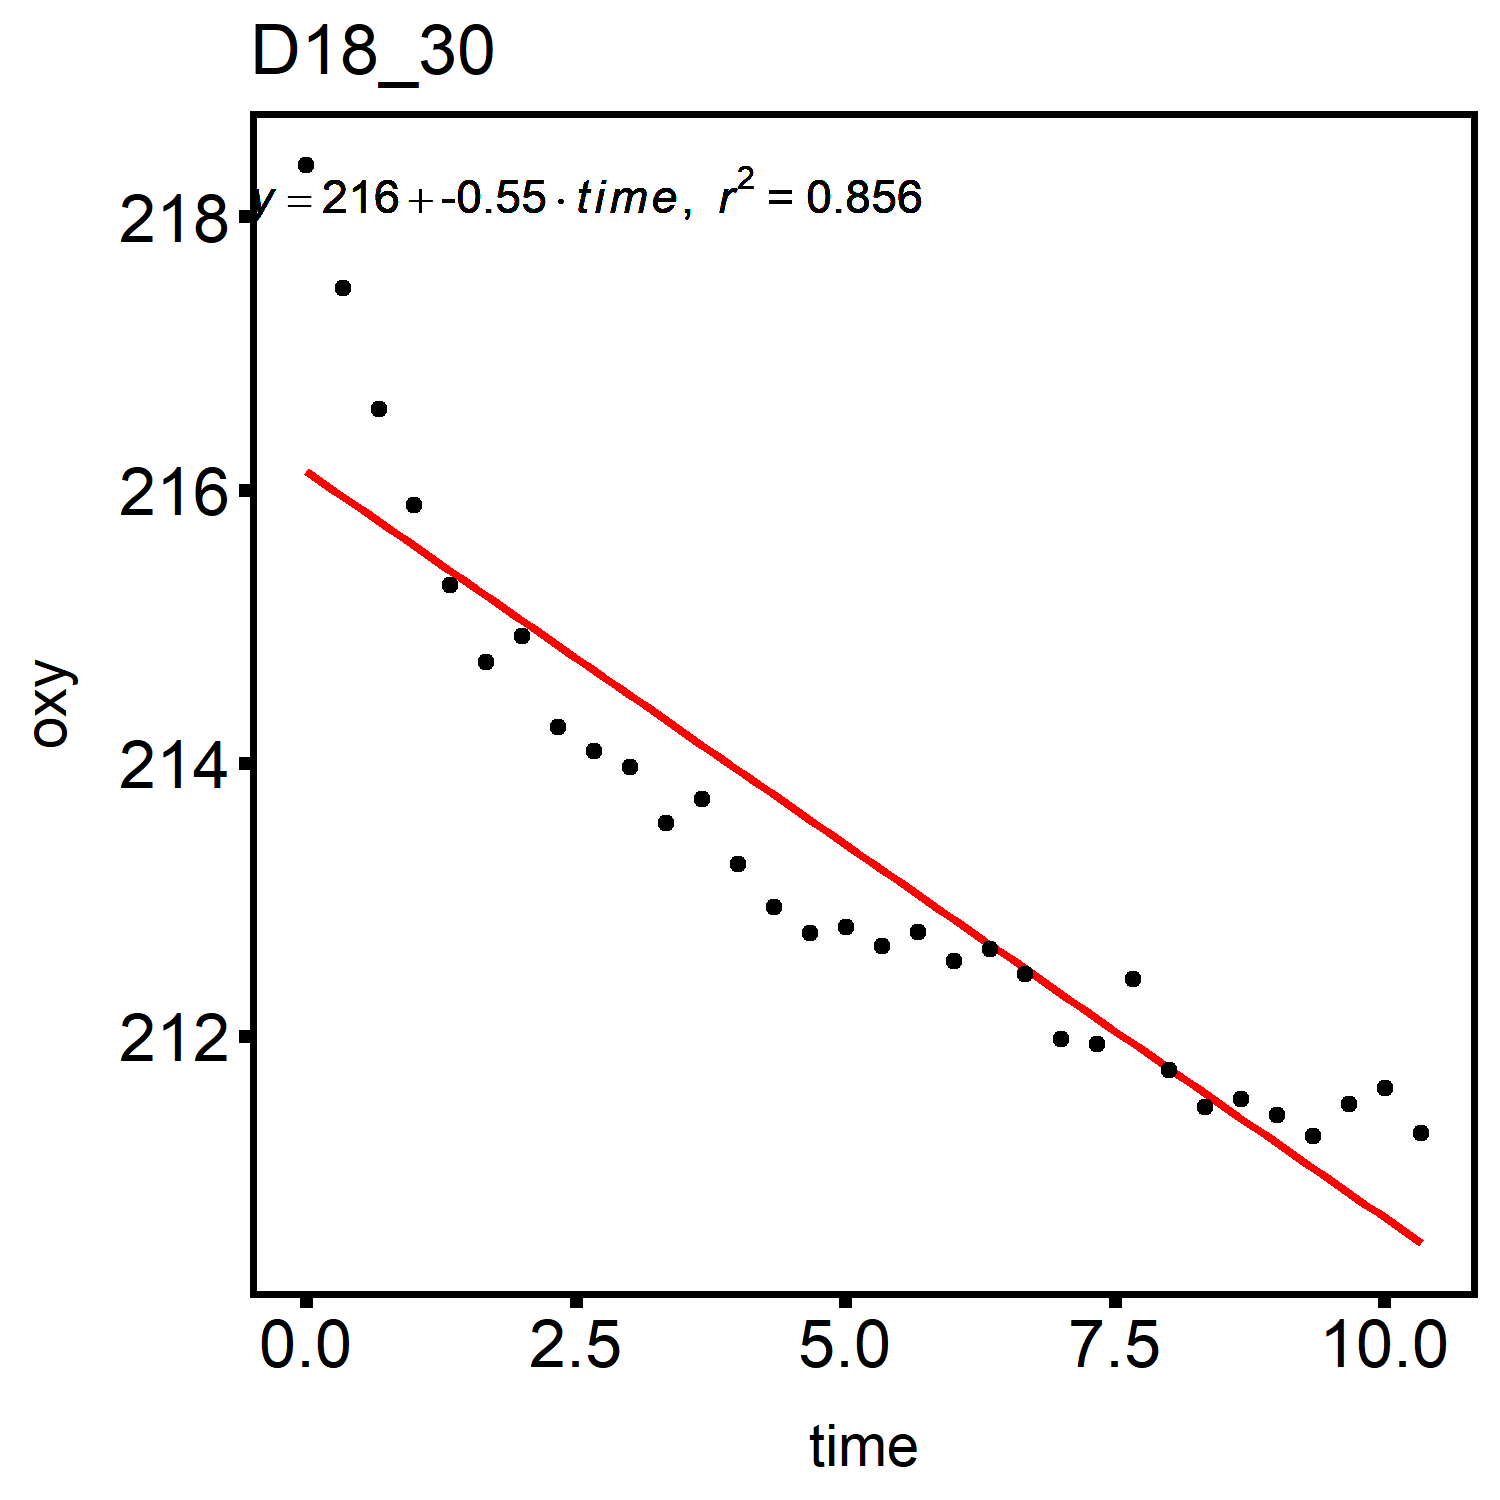 D18_30
y = 216 + -0.55 · time, r² = 0.856
218
216
214
212
oxy
0.0 2.5 5.0 7.5 10.0
time